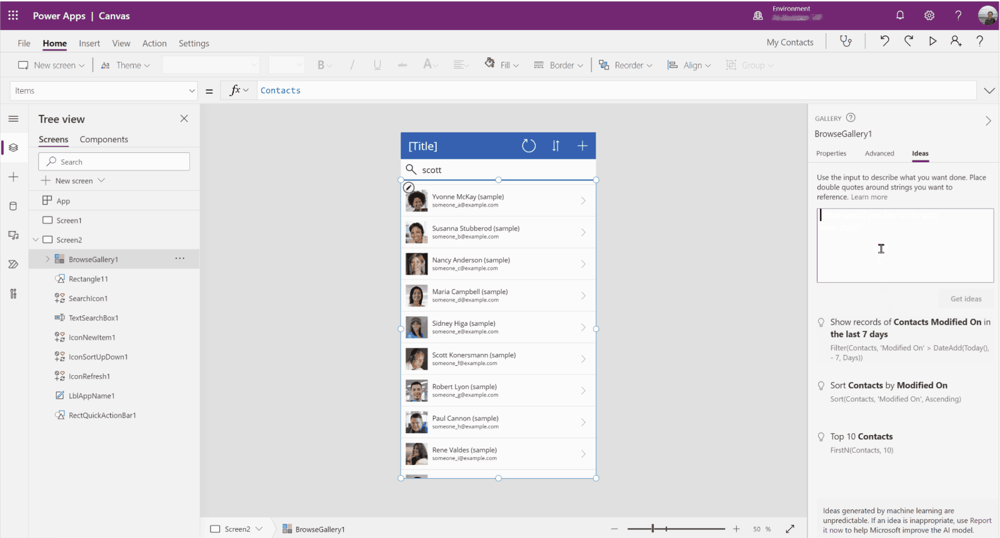 Power Apps | Canvas
Environment
File Home Insert View Action Settings
My Contacts
New screen Theme B I U abc A Fill Border Reorder Align Group
Items = fx Contacts
Tree view
Screens Components
Search
New screen
App
Screen1
Screen2
BrowseGallery1
Rectangle11
SearchIcon1
TextSearchBox1
IconNewItem1
IconSortUpDown1
IconRefresh1
LblAppName1
RectQuickActionBar1
[Title]
scott
Yvonne McKay (sample)
someone_a@example.com
Susanna Stubberod (sample)
someone_b@example.com
Nancy Anderson (sample)
someone_c@example.com
Maria Campbell (sample)
someone_d@example.com
Sidney Higa (sample)
someone_e@example.com
Scott Konersmann (sample)
someone_f@example.com
Robert Lyon (sample)
someone_g@example.com
Paul Cannon (sample)
someone_h@example.com
Rene Valdes (sample)
someone_i@example.com
Screen2 BrowseGallery1
50 %
GALLERY
BrowseGallery1
Properties Advanced Ideas
Use the input to describe what you want done. Place
double quotes around strings you want to
reference. Learn more
Get ideas
Show records of Contacts Modified On in
the last 7 days
Filter(Contacts, 'Modified On' > DateAdd(Today(),
- 7, Days))
Sort Contacts by Modified On
Sort(Contacts, 'Modified On', Ascending)
Top 10 Contacts
FirstN(Contacts, 10)
Ideas generated by machine learning are
unpredictable. If an idea is inappropriate, use Report
it now to help Microsoft improve the AI model.